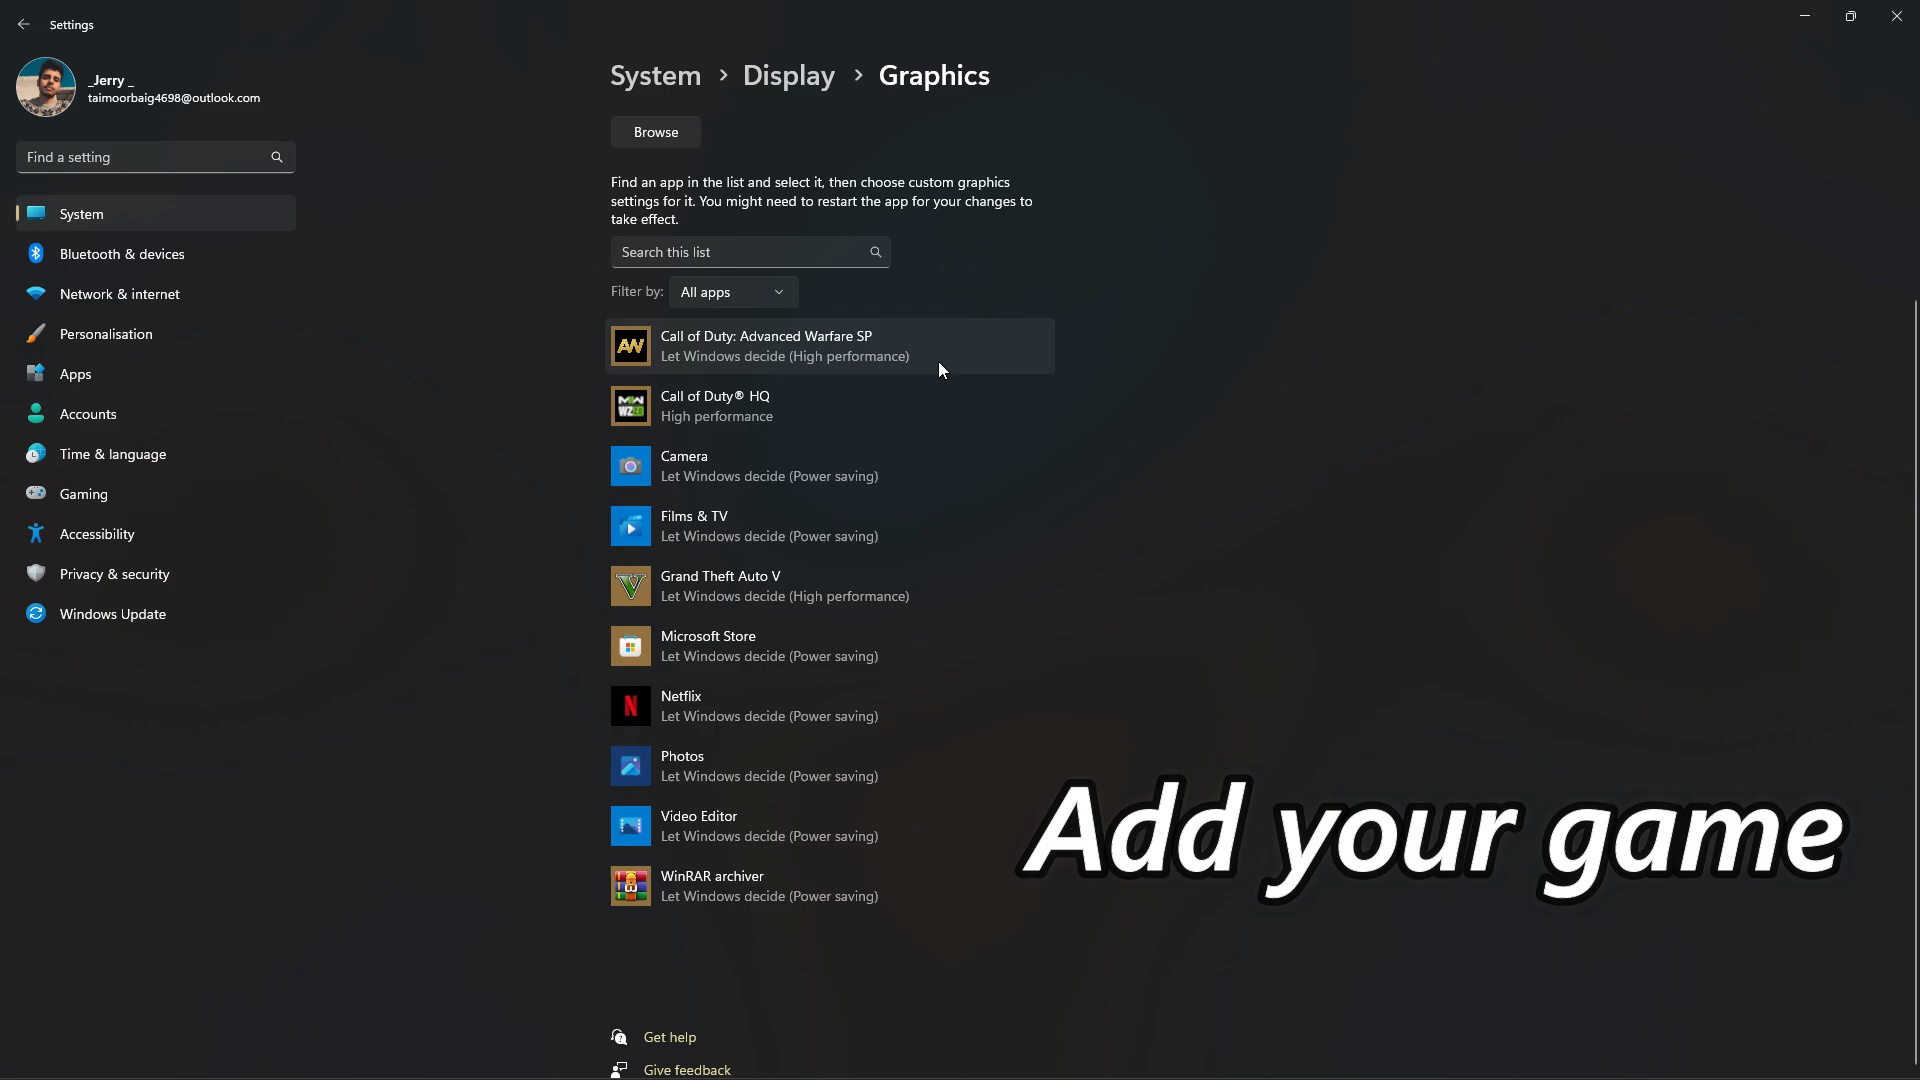 Settings
_Jerry _
taimoorbaig4698@outlook.com
Find a setting
System
Bluetooth & devices
Network & internet
Personalisation
Apps
Accounts
Time & language
Gaming
Accessibility
Privacy & security
Windows Update
System > Display > Graphics
Browse
Find an app in the list and select it, then choose custom graphics
settings for it. You might need to restart the app for your changes to
take effect.
Search this list
Filter by: All apps
AW
Call of Duty: Advanced Warfare SP
Let Windows decide (High performance)
MW
WZ2.0
Call of Duty® HQ
High performance
Camera
Let Windows decide (Power saving)
Films & TV
Let Windows decide (Power saving)
V
Grand Theft Auto V
Let Windows decide (High performance)
Microsoft Store
Let Windows decide (Power saving)
N
Netflix
Let Windows decide (Power saving)
Photos
Let Windows decide (Power saving)
Video Editor
Let Windows decide (Power saving)
WinRAR archiver
Let Windows decide (Power saving)
Add your game
Get help
Give feedback